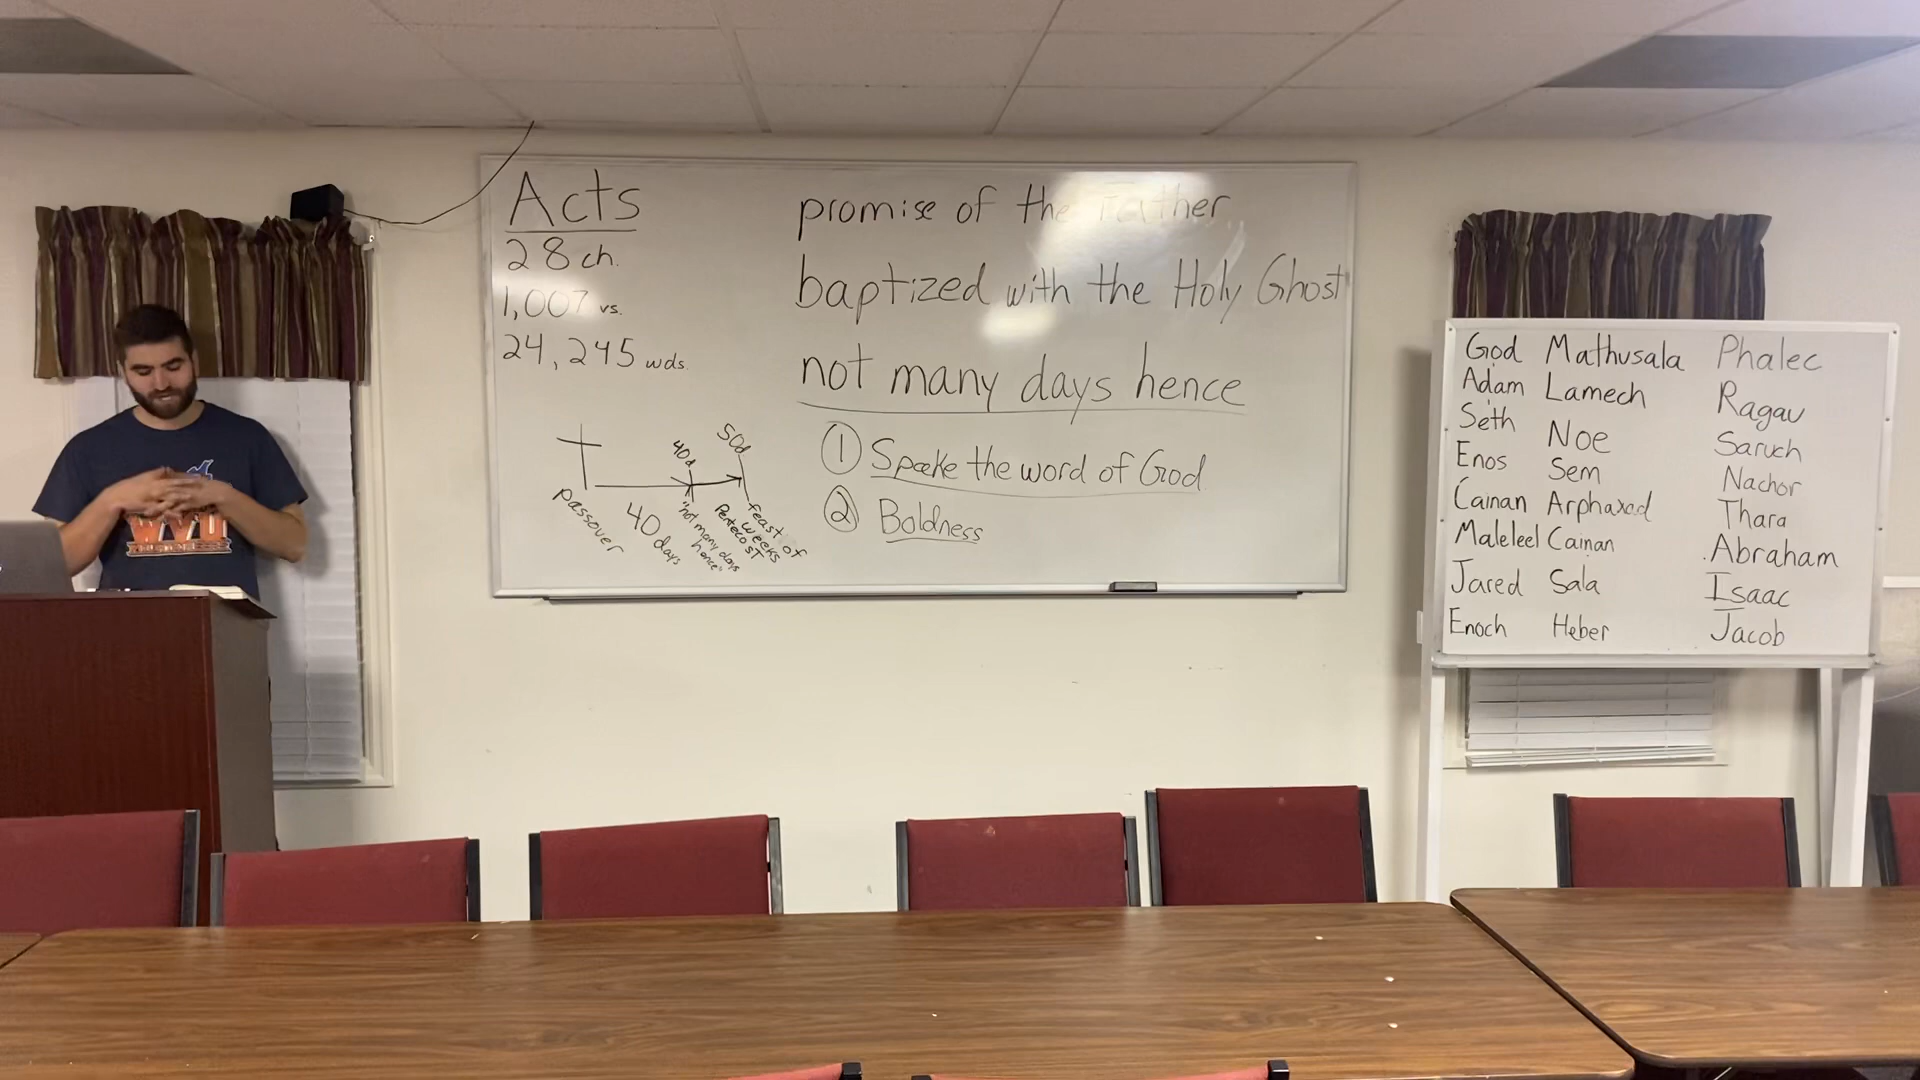 Acts
28 ch.
1,007 vs.
24,245 wds.
promise of the Father
baptized with the Holy Ghost
not many days hence
① Spake the word of God
② Boldness
40d
50d
passover
40 days
"not many days
hence"
feast of
weeks
Pentecost
God
Adam
Seth
Enos
Cainan
Maleleel
Jared
Enoch
Mathusala
Lamech
Noe
Sem
Arphaxad
Cainan
Sala
Heber
Phalec
Ragau
Saruch
Nachor
Thara
Abraham
Isaac
Jacob